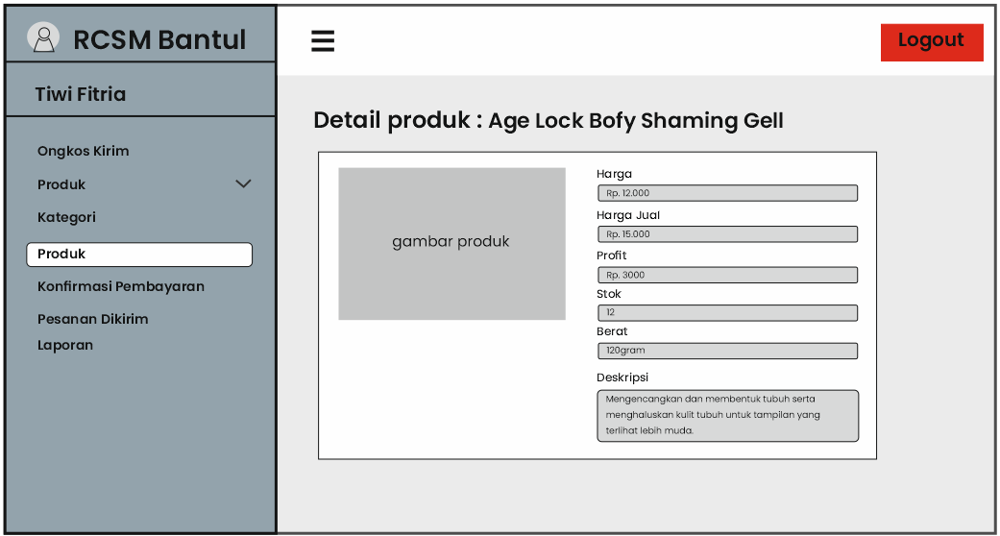 RCSM Bantul
Logout
Tiwi Fitria
Ongkos Kirim
Produk
Kategori
Produk
Konfirmasi Pembayaran
Pesanan Dikirim
Laporan
Detail produk : Age Lock Bofy Shaming Gell
gambar produk
Harga
Rp. 12.000
Harga Jual
Rp. 15.000
Profit
Rp. 3000
Stok
12
Berat
120gram
Deskripsi
Mengencangkan dan membentuk tubuh serta
menghaluskan kulit tubuh untuk tampilan yang
terlihat lebih muda.